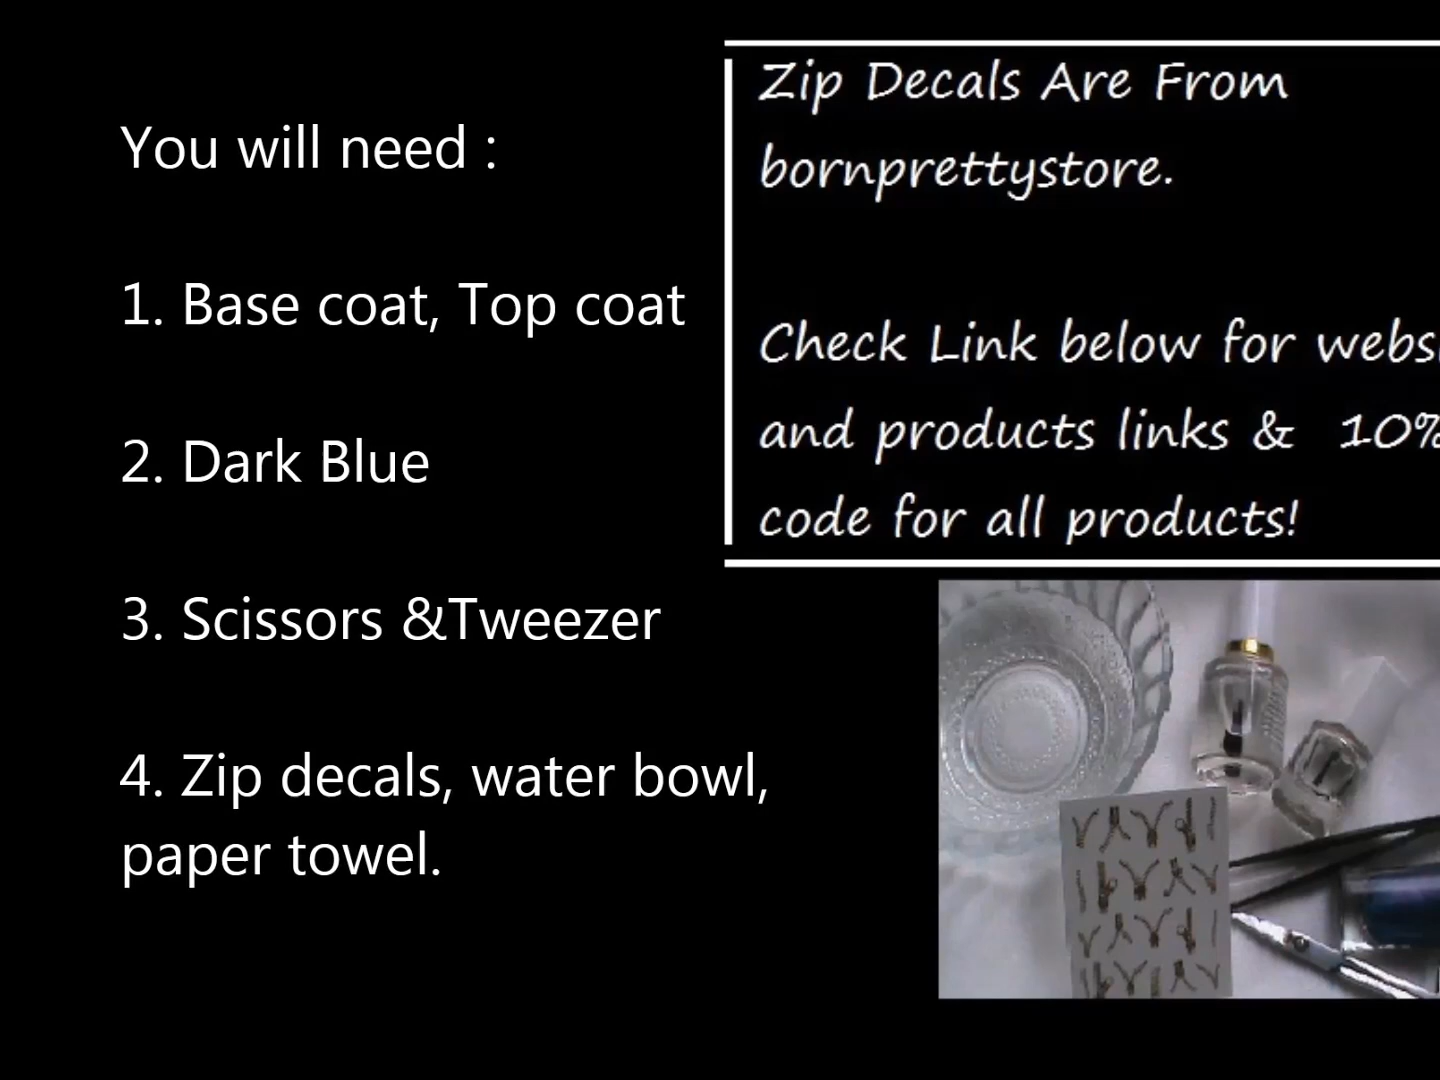 You will need :
1. Base coat, Top coat
2. Dark Blue
3. Scissors &Tweezer
4. Zip decals, water bowl,
paper towel.
Zip Decals Are From
bornprettystore.
Check Link below for
and products links & 10%
code for all products!